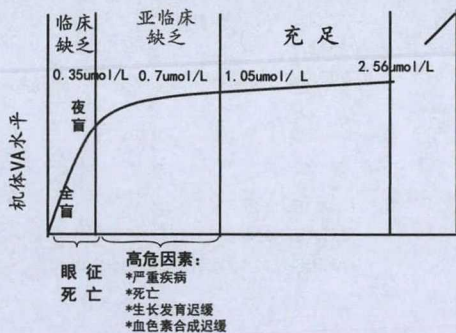 临床
缺乏
亚临床
缺乏
充 足
0.35umol/L
0.7umol/L
1.05umol/ L
2.56umol/L
夜盲
全盲
机体VA水平
眼 征
死 亡
高危因素:
*严重疾病
*死亡
*生长发育迟缓
*血色素合成迟缓